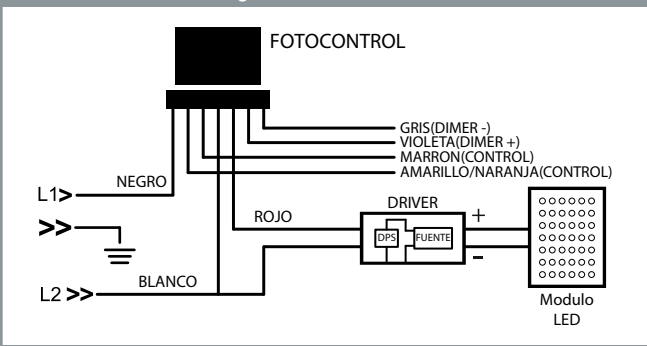 FOTOCONTROL
GRIS(DIMER -)
VIOLETA(DIMER +)
MARRON(CONTROL)
AMARILLO/NARANJA(CONTROL)
NEGRO
L1>
>>
ROJO
DRIVER
+
DPS
FUENTE
-
BLANCO
L2 >>
Modulo
LED